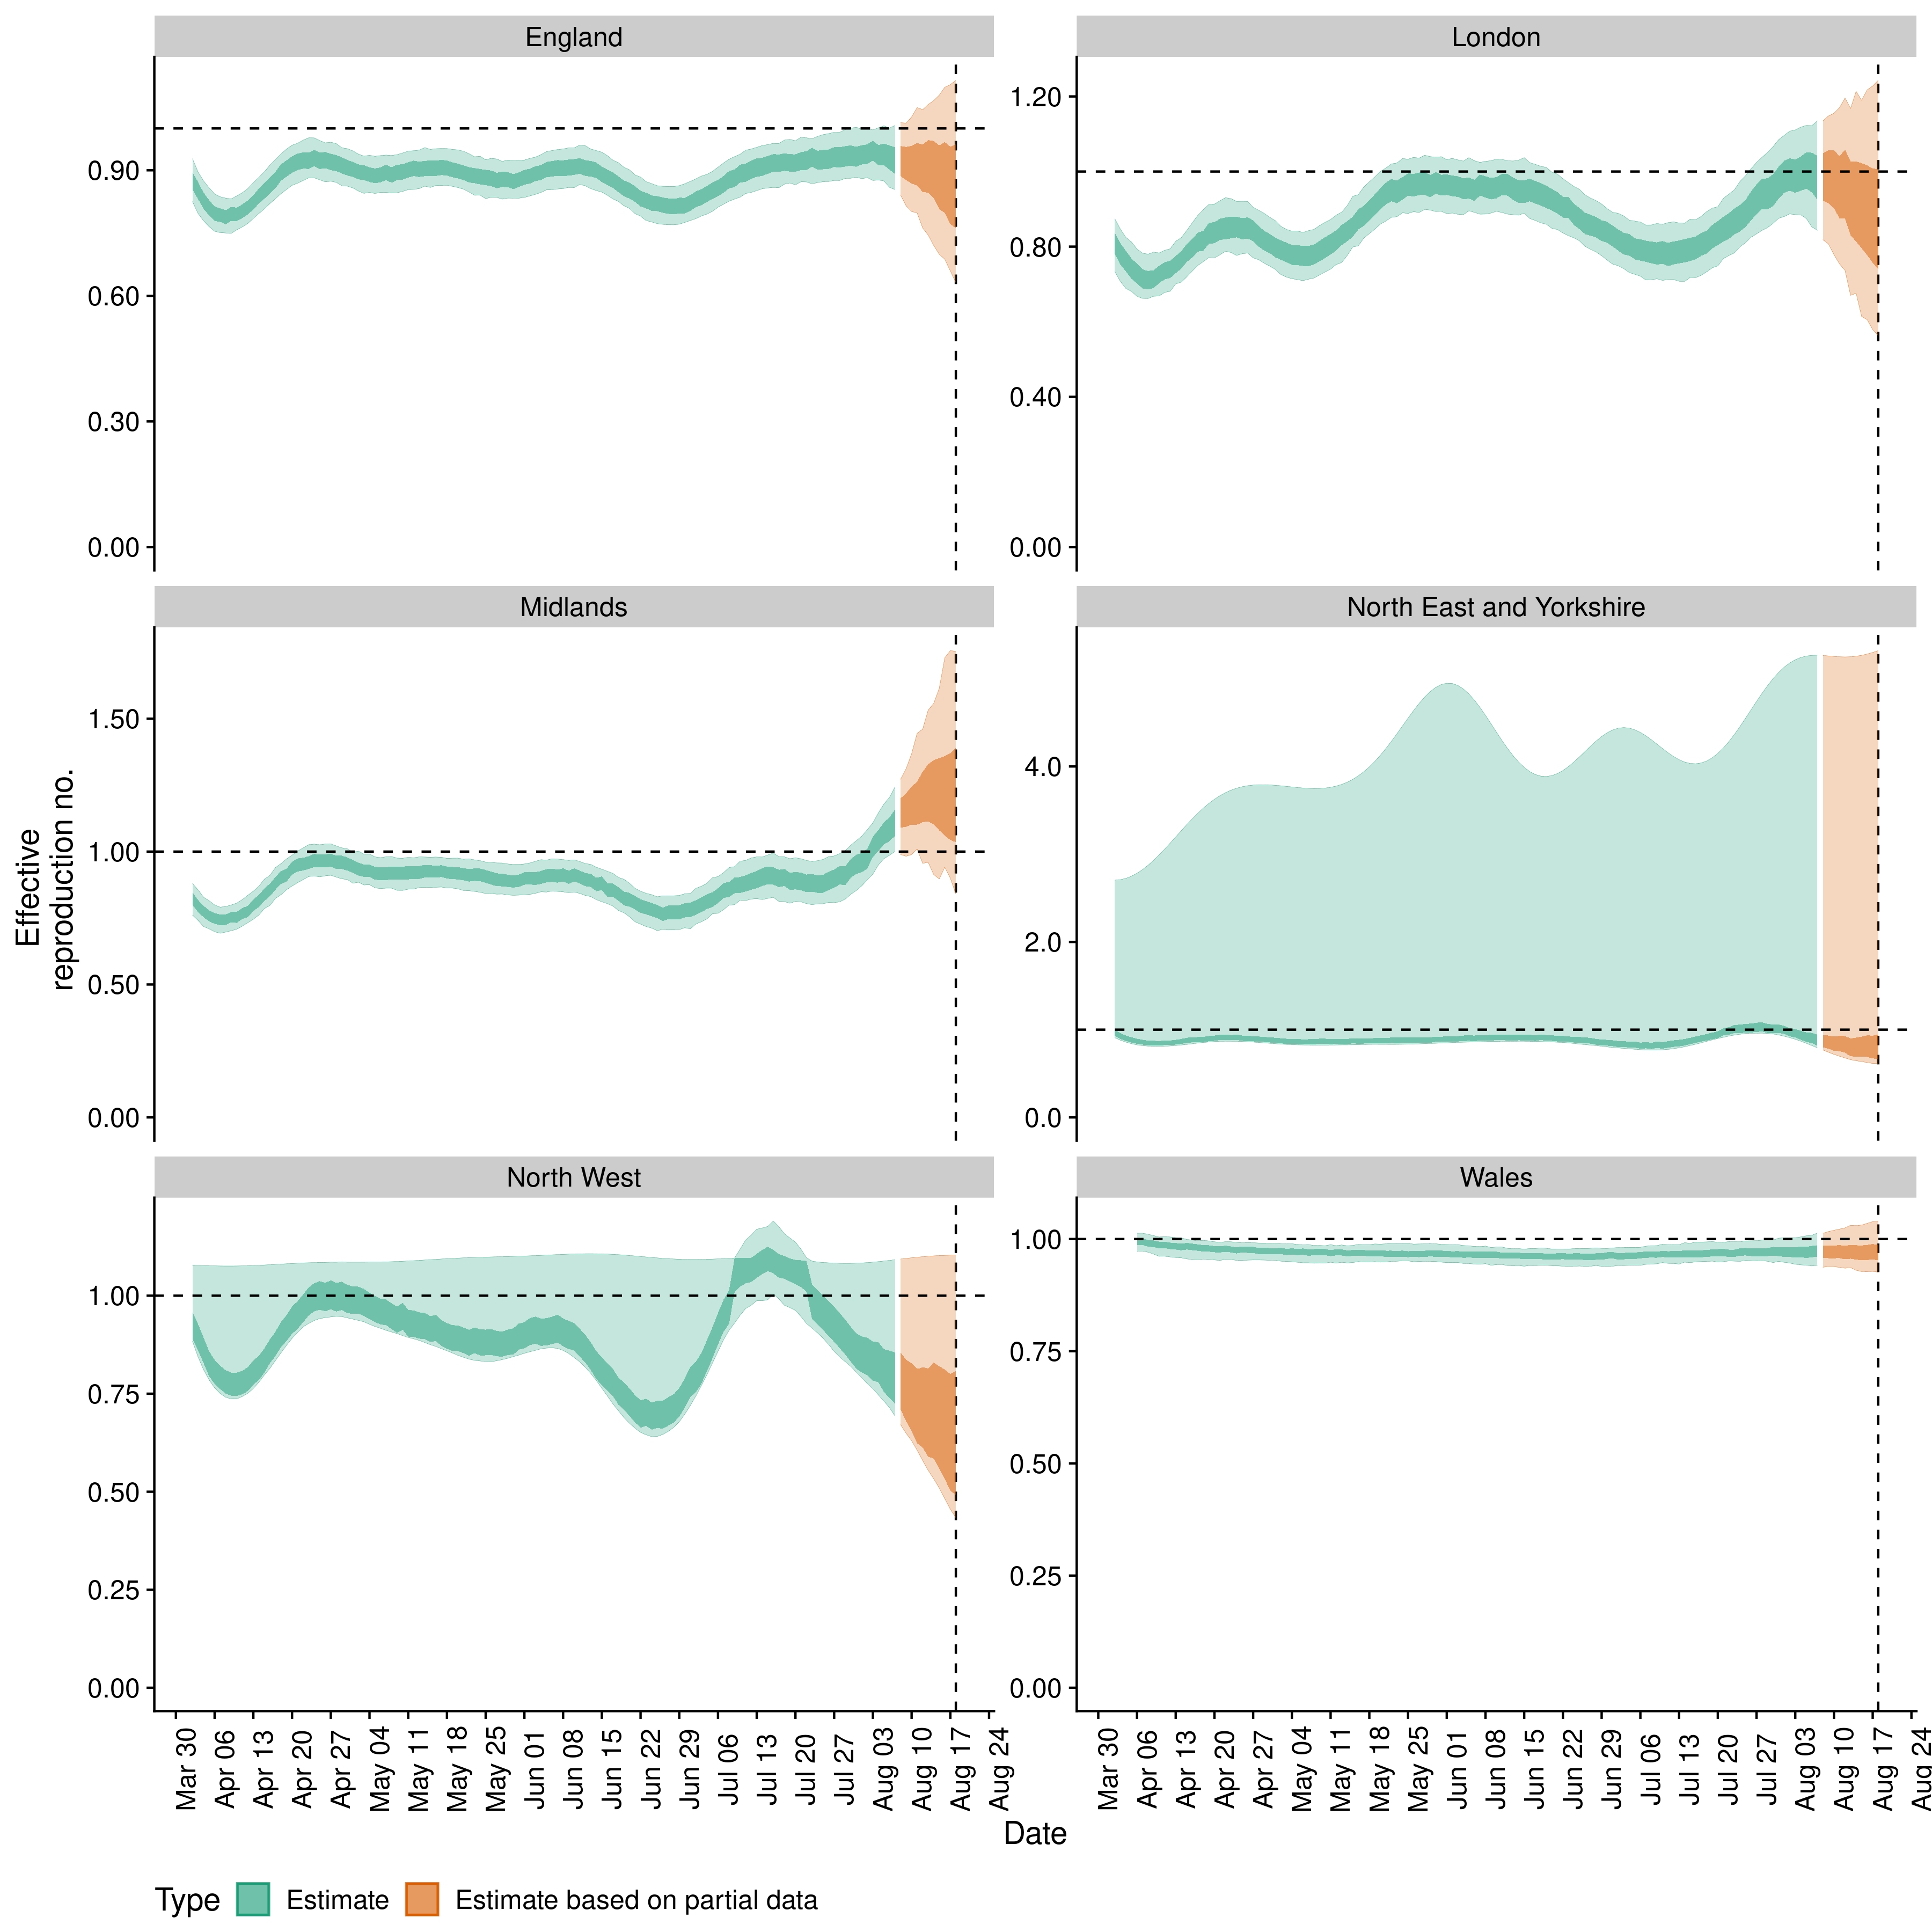 England
London
0.90
0.60
0.30
0.00
1.20
0.80
0.40
0.00
Midlands
North East and Yorkshire
1.50
1.00
0.50
0.00
4.0
2.0
0.0
Effective
reproduction no.
North West
Wales
1.00
0.75
0.50
0.25
0.00
1.00
0.75
0.50
0.25
0.00
Mar 30
Apr 06
Apr 13
Apr 20
Apr 27
May 04
May 11
May 18
May 25
Jun 01
Jun 08
Jun 15
Jun 22
Jun 29
Jul 06
Jul 13
Jul 20
Jul 27
Aug 03
Aug 10
Aug 17
Aug 24
Mar 30
Apr 06
Apr 13
Apr 20
Apr 27
May 04
May 11
May 18
May 25
Jun 01
Jun 08
Jun 15
Jun 22
Jun 29
Jul 06
Jul 13
Jul 20
Jul 27
Aug 03
Aug 10
Aug 17
Aug 24
Date
Type
Estimate
Estimate based on partial data